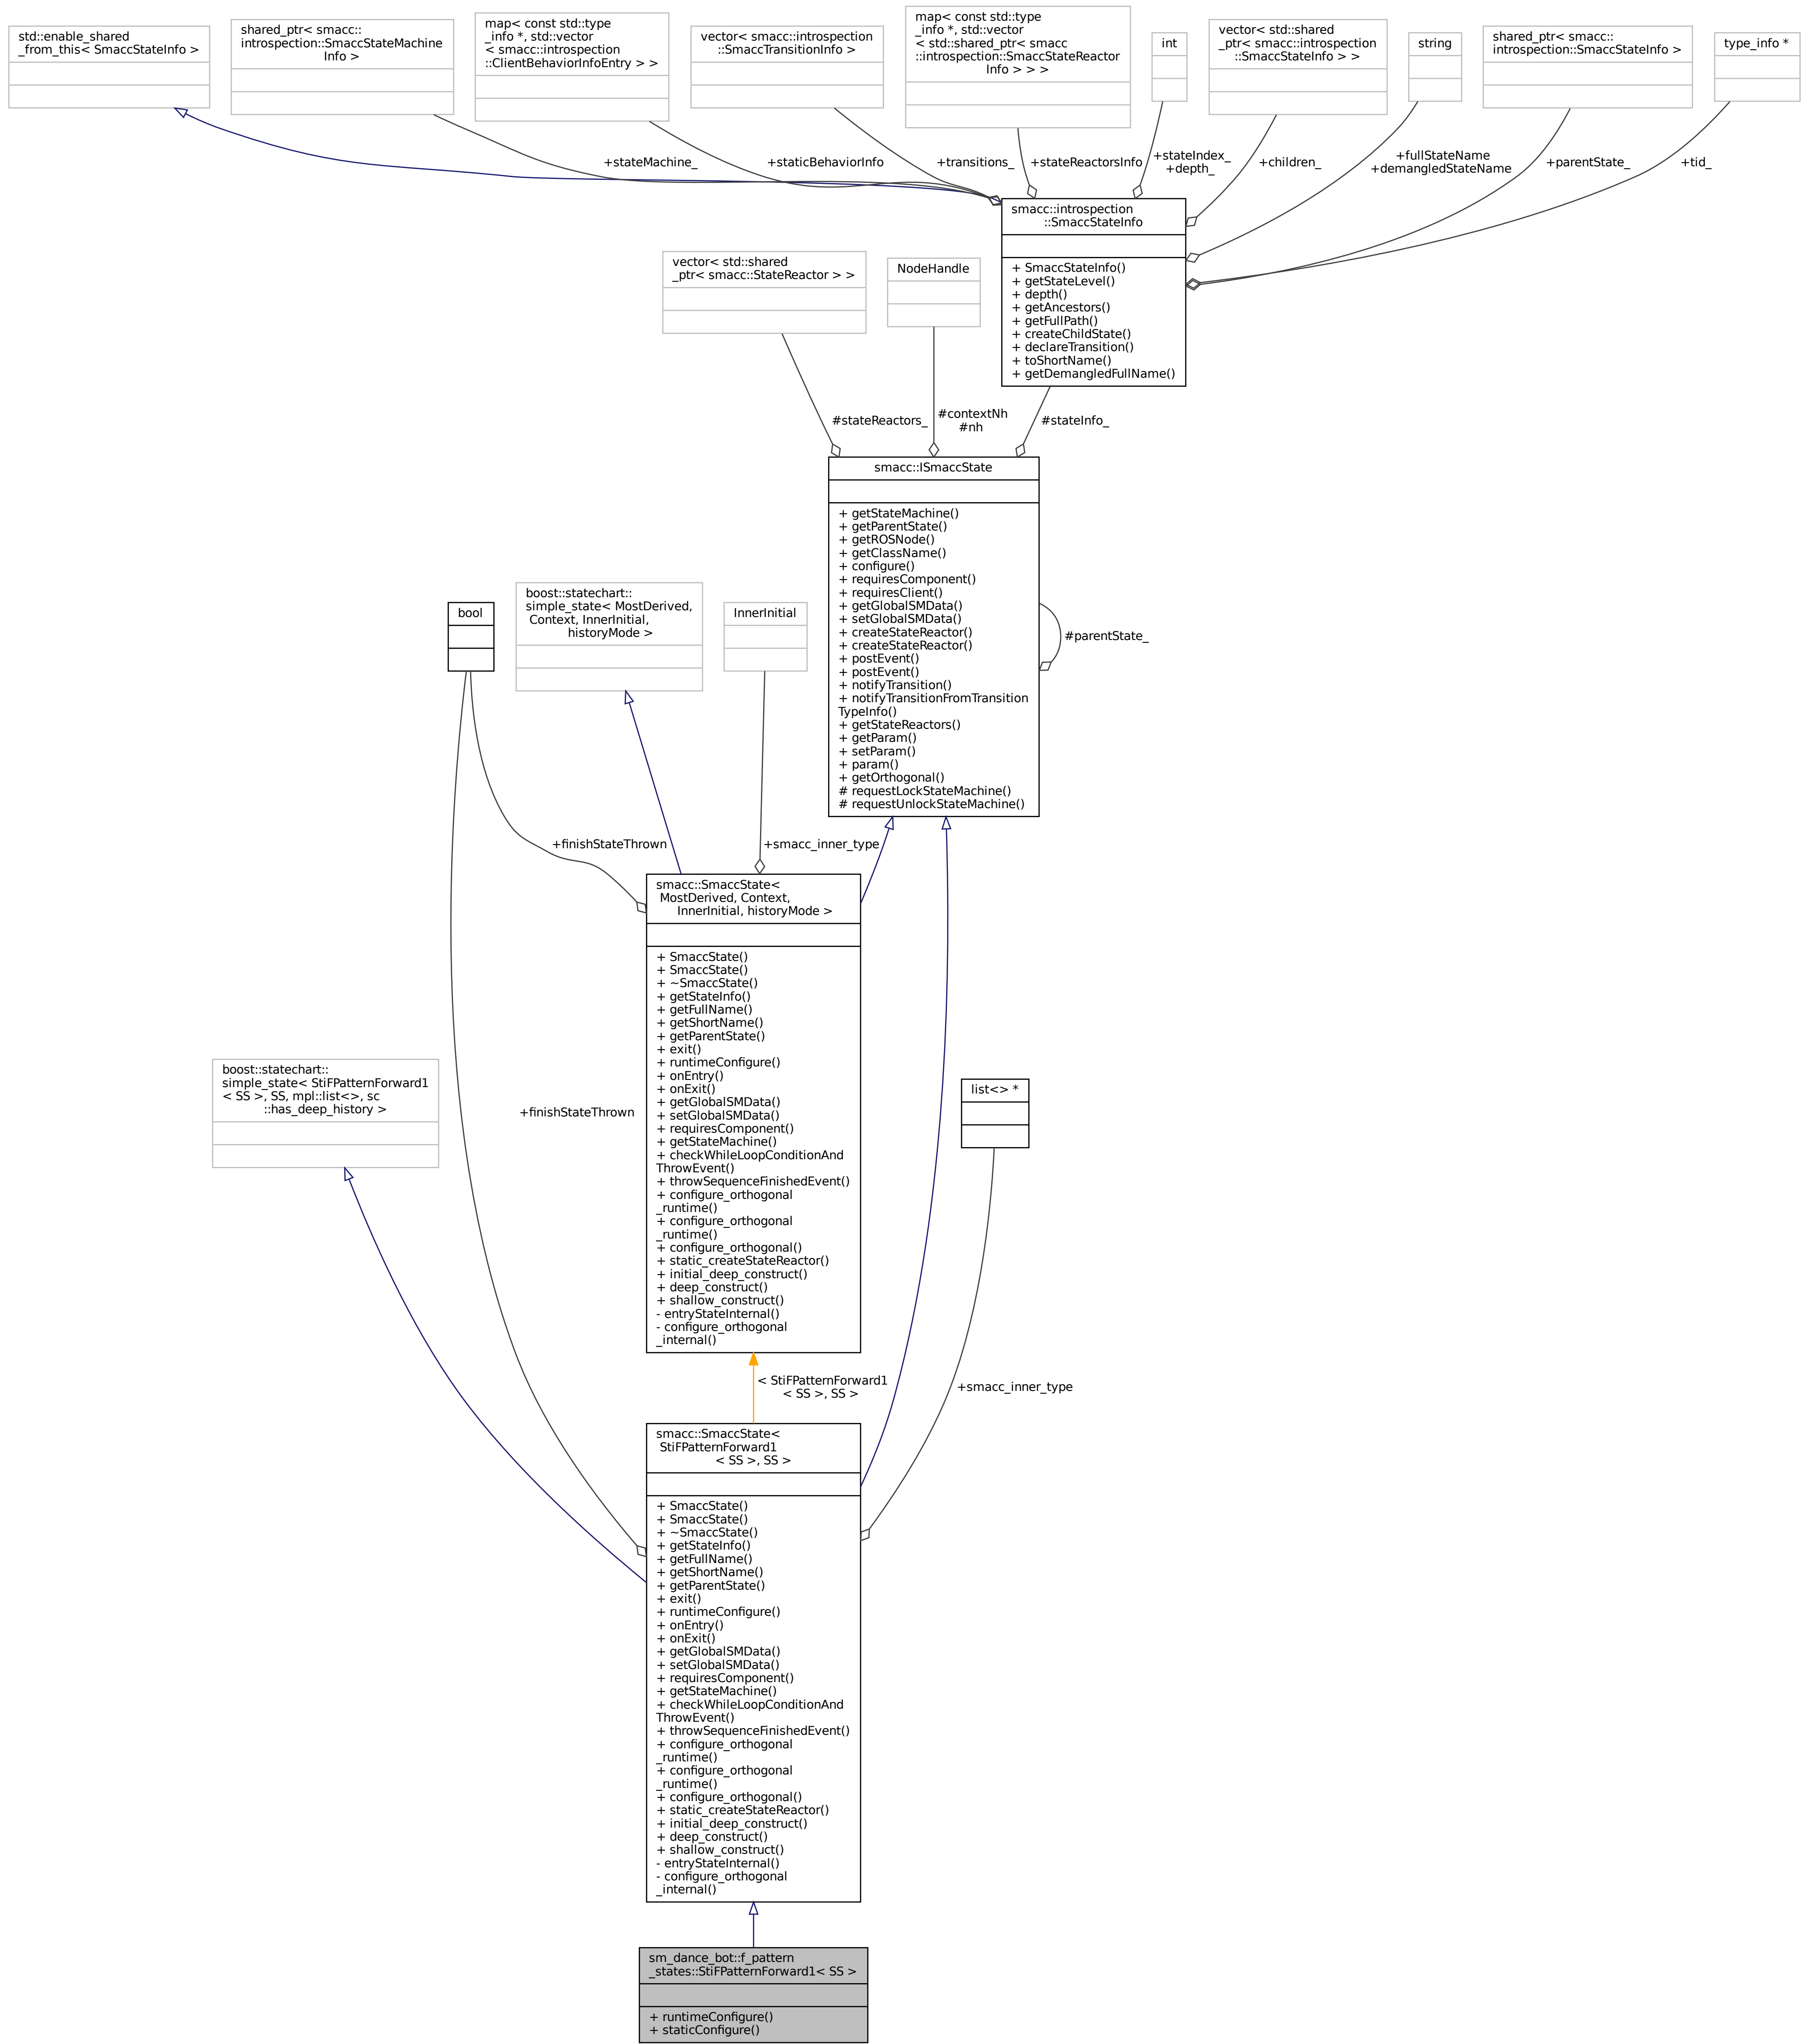 std::enable_shared
_from_this< SmaccStateInfo >
shared_ptr< smacc::
introspection::SmaccStateMachine
Info >
map< const std::type
_info *, std::vector
< smacc::introspection
::ClientBehaviorInfoEntry > >
vector< smacc::introspection
::SmaccTransitionInfo >
map< const std::type
_info *, std::vector
< std::shared_ptr< smacc
::introspection::SmaccStateReactor
Info > > >
int
vector< std::shared
_ptr< smacc::introspection
::SmaccStateInfo > >
string
shared_ptr< smacc::
introspection::SmaccStateInfo >
type_info *
+stateMachine_
+staticBehaviorInfo
+transitions_
+stateReactorsInfo
+stateIndex_
+depth_
+children_
+fullStateName
+demangledStateName
+parentState_
+tid_
smacc::introspection
::SmaccStateInfo
+ SmaccStateInfo()
+ getStateLevel()
+ depth()
+ getAncestors()
+ getFullPath()
+ createChildState()
+ declareTransition()
+ toShortName()
+ getDemangledFullName()
vector< std::shared
_ptr< smacc::StateReactor > >
NodeHandle
#stateReactors_
#contextNh
#nh
#stateInfo_
smacc::ISmaccState
+ getStateMachine()
+ getParentState()
+ getROSNode()
+ getClassName()
+ configure()
+ requiresComponent()
+ requiresClient()
+ getGlobalSMData()
+ setGlobalSMData()
+ createStateReactor()
+ createStateReactor()
+ postEvent()
+ postEvent()
+ notifyTransition()
+ notifyTransitionFromTransition
TypeInfo()
+ getStateReactors()
+ getParam()
+ setParam()
+ param()
+ getOrthogonal()
# requestLockStateMachine()
# requestUnlockStateMachine()
#parentState_
bool
boost::statechart::
simple_state< MostDerived,
Context, InnerInitial,
historyMode >
InnerInitial
+finishStateThrown
+smacc_inner_type
smacc::SmaccState<
MostDerived, Context,
InnerInitial, historyMode >
+ SmaccState()
+ SmaccState()
+ ~SmaccState()
+ getStateInfo()
+ getFullName()
+ getShortName()
+ getParentState()
+ exit()
+ runtimeConfigure()
+ onEntry()
+ onExit()
+ getGlobalSMData()
+ setGlobalSMData()
+ requiresComponent()
+ getStateMachine()
+ checkWhileLoopConditionAnd
ThrowEvent()
+ throwSequenceFinishedEvent()
+ configure_orthogonal
_runtime()
+ configure_orthogonal
_runtime()
+ configure_orthogonal()
+ static_createStateReactor()
+ initial_deep_construct()
+ deep_construct()
+ shallow_construct()
- entryStateInternal()
- configure_orthogonal
_internal()
boost::statechart::
simple_state< StiFPatternForward1
< SS >, SS, mpl::list<>, sc
::has_deep_history >
+finishStateThrown
list<> *
< StiFPatternForward1
< SS >, SS >
+smacc_inner_type
smacc::SmaccState<
StiFPatternForward1
< SS >, SS >
+ SmaccState()
+ SmaccState()
+ ~SmaccState()
+ getStateInfo()
+ getFullName()
+ getShortName()
+ getParentState()
+ exit()
+ runtimeConfigure()
+ onEntry()
+ onExit()
+ getGlobalSMData()
+ setGlobalSMData()
+ requiresComponent()
+ getStateMachine()
+ checkWhileLoopConditionAnd
ThrowEvent()
+ throwSequenceFinishedEvent()
+ configure_orthogonal
_runtime()
+ configure_orthogonal
_runtime()
+ configure_orthogonal()
+ static_createStateReactor()
+ initial_deep_construct()
+ deep_construct()
+ shallow_construct()
- entryStateInternal()
- configure_orthogonal
_internal()
sm_dance_bot::f_pattern
_states::StiFPatternForward1< SS >
+ runtimeConfigure()
+ staticConfigure()